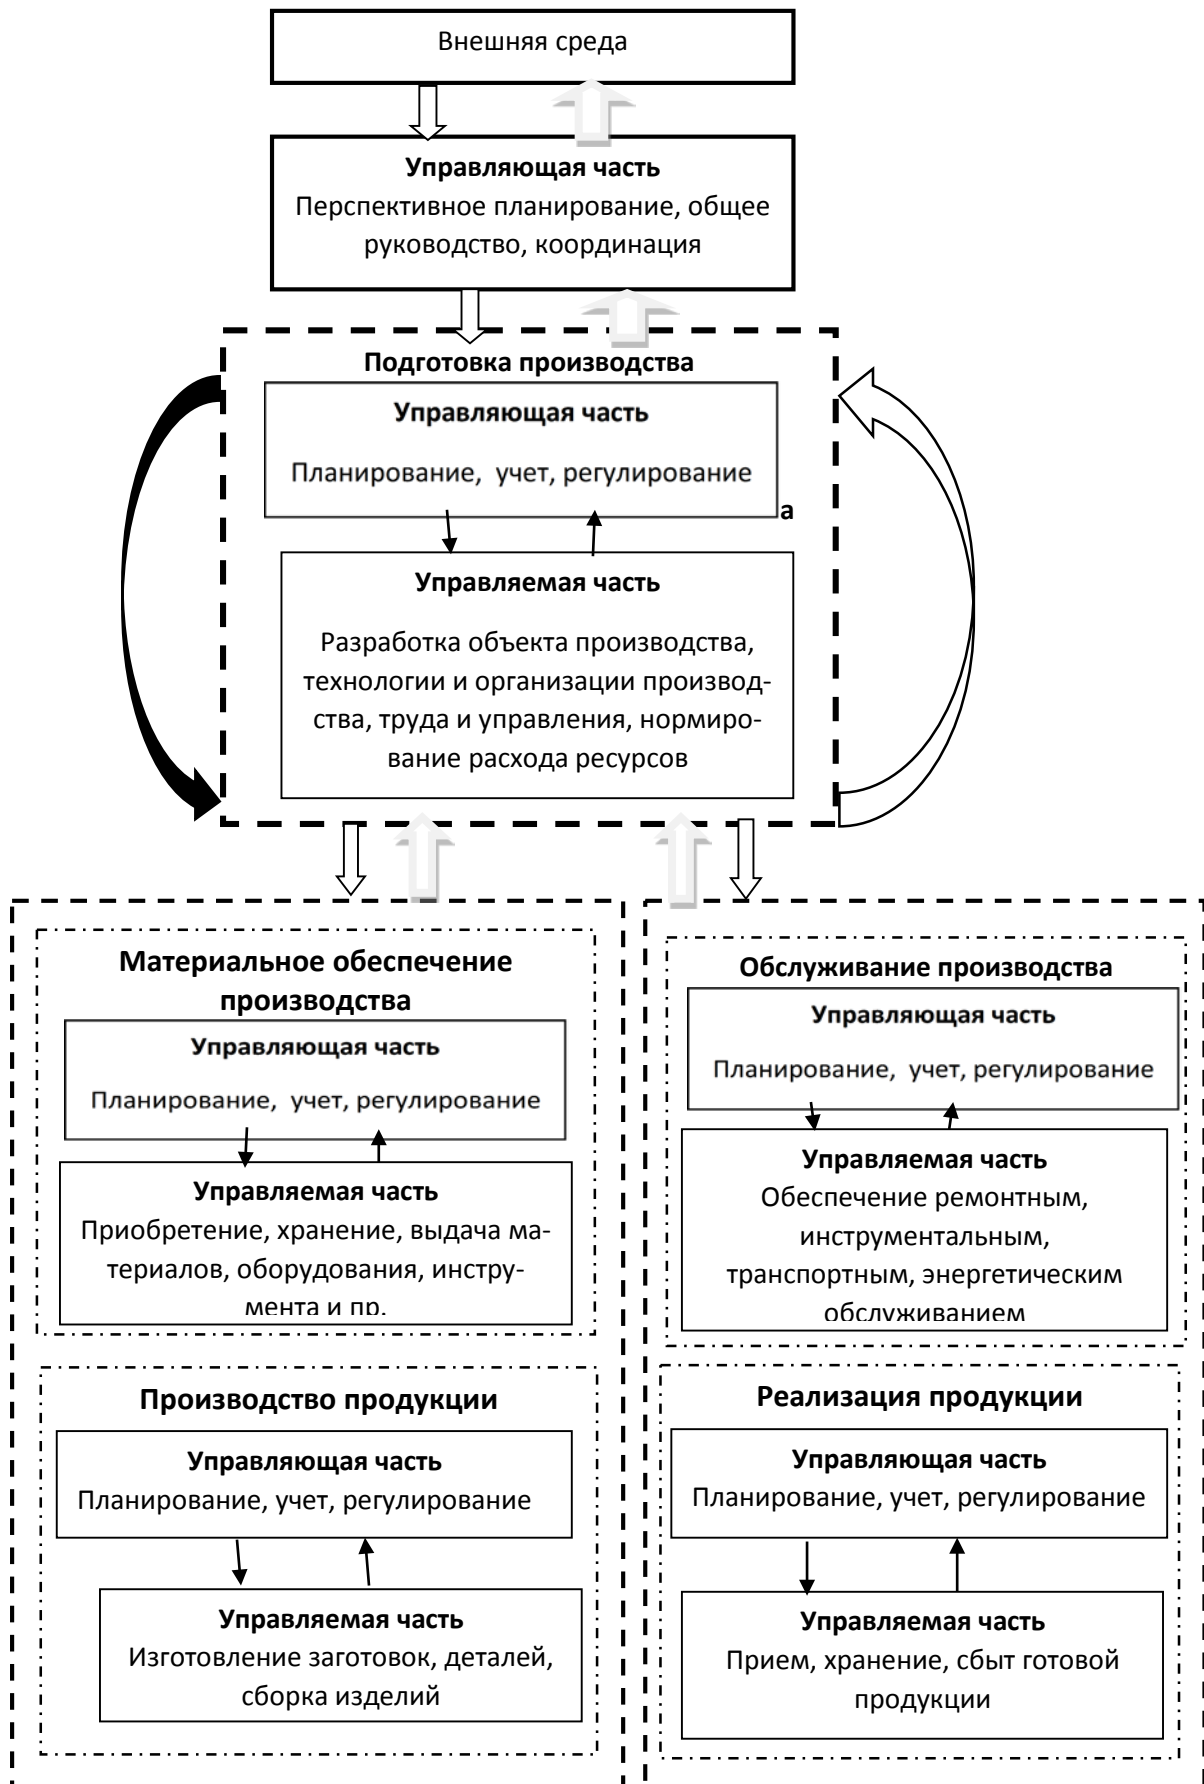 Внешняя среда
Управляющая часть
Перспективное планирование, общее
руководство, координация
Подготовка производства
Управляющая часть
Планирование, учет, регулирование
а
Управляемая часть
Разработка объекта производства,
технологии и организации производ-
ства, труда и управления, нормиро-
вание расхода ресурсов
Материальное обеспечение
производства
Управляющая часть
Планирование, учет, регулирование
Управляемая часть
Приобретение, хранение, выдача ма-
териалов, оборудования, инстру-
мента и пр.
Обслуживание производства
Управляющая часть
Планирование, учет, регулирование
Управляемая часть
Обеспечение ремонтным,
инструментальным,
транспортным, энергетическим
обслуживанием
Производство продукции
Управляющая часть
Планирование, учет, регулирование
Управляемая часть
Изготовление заготовок, деталей,
сборка изделий
Реализация продукции
Управляющая часть
Планирование, учет, регулирование
Управляемая часть
Прием, хранение, сбыт готовой
продукции